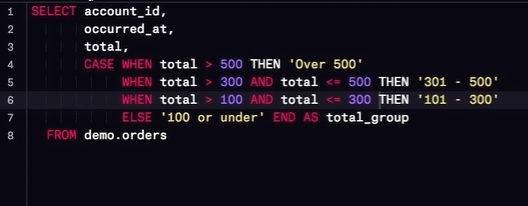 1 SELECT account_id,
2 occurred_at,
3 total,
4 CASE WHEN total > 500 THEN 'Over 500'
5 WHEN total > 300 AND total <= 500 THEN '301 - 500'
6 WHEN total > 100 AND total <= 300 THEN '101 - 300'
7 ELSE '100 or under' END AS total_group
8 FROM demo.orders